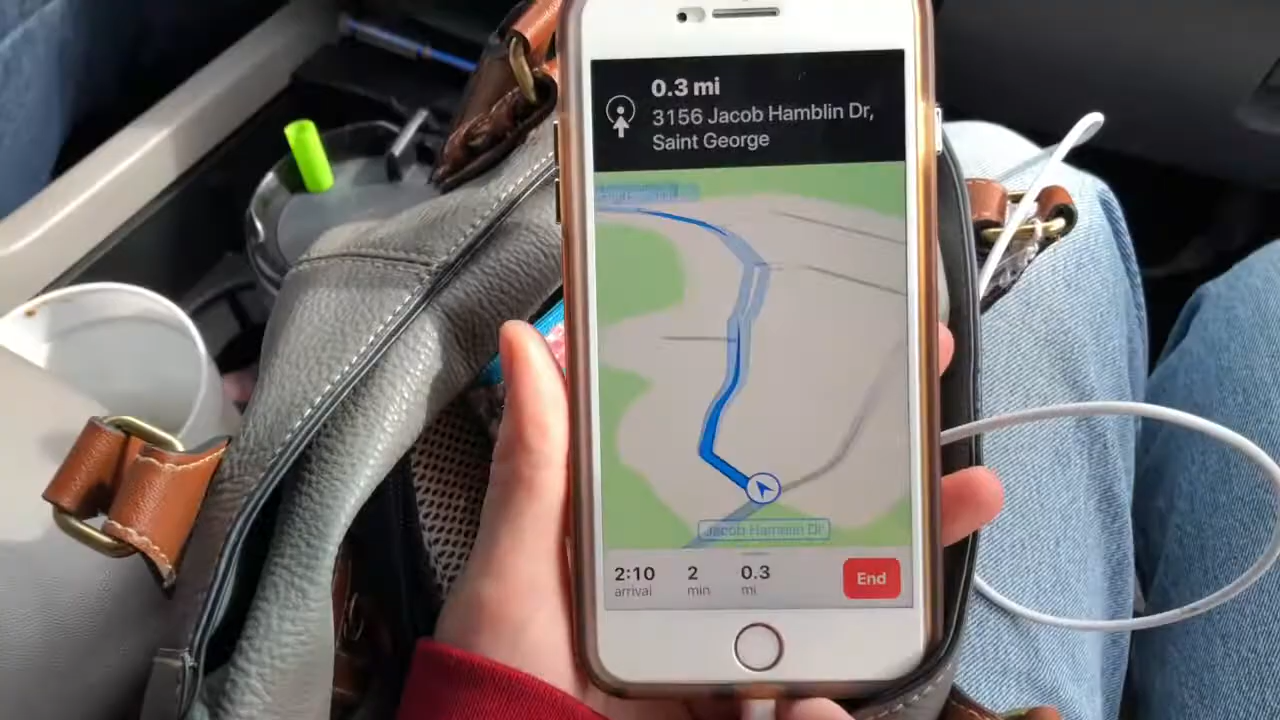 0.3 mi
3156 Jacob Hamblin Dr,
Saint George
Jacob Hamblin Dr
2:10 2 0.3
arrival min mi
End